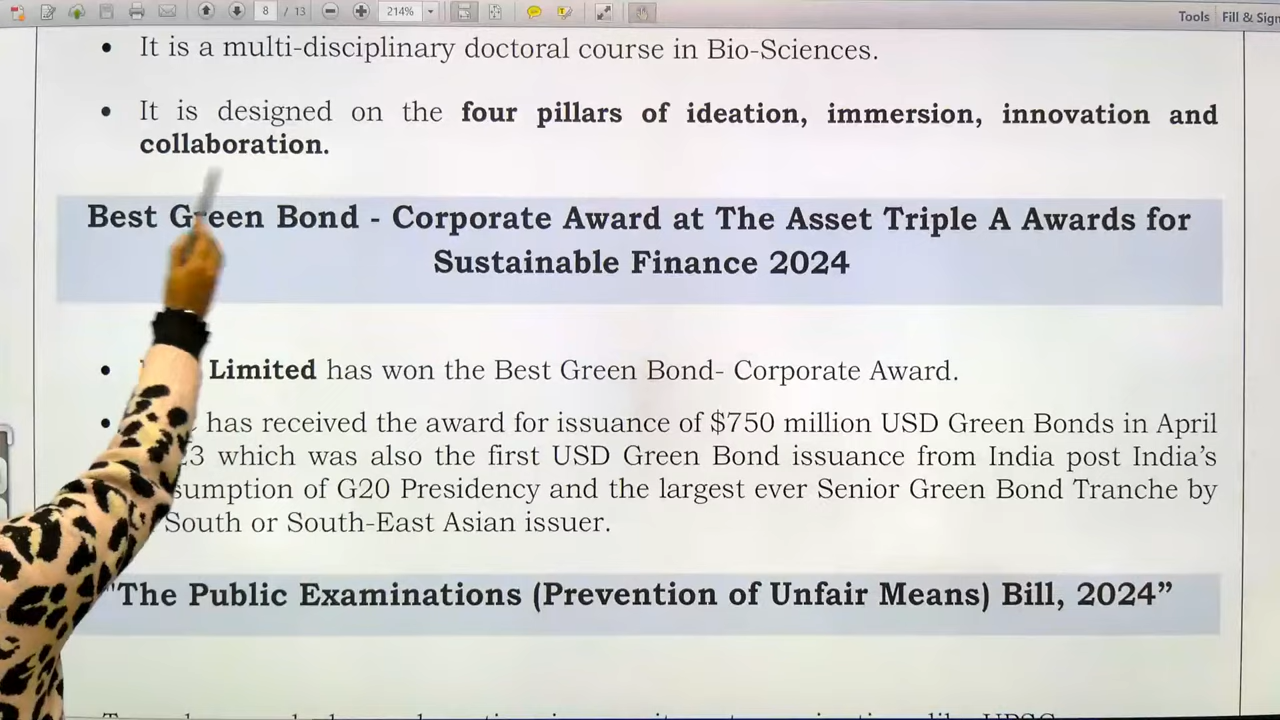 8 / 13 214% Tools Fill & Sign
It is a multi-disciplinary doctoral course in Bio-Sciences.
It is designed on the four pillars of ideation, immersion, innovation and
collaboration.
Best Green Bond - Corporate Award at The Asset Triple A Awards for
Sustainable Finance 2024
Limited has won the Best Green Bond- Corporate Award.
has received the award for issuance of $750 million USD Green Bonds in April
which was also the first USD Green Bond issuance from India post India's
of G20 Presidency and the largest ever Senior Green Bond Tranche by
South or South-East Asian issuer.
"The Public Examinations (Prevention of Unfair Means) Bill, 2024”